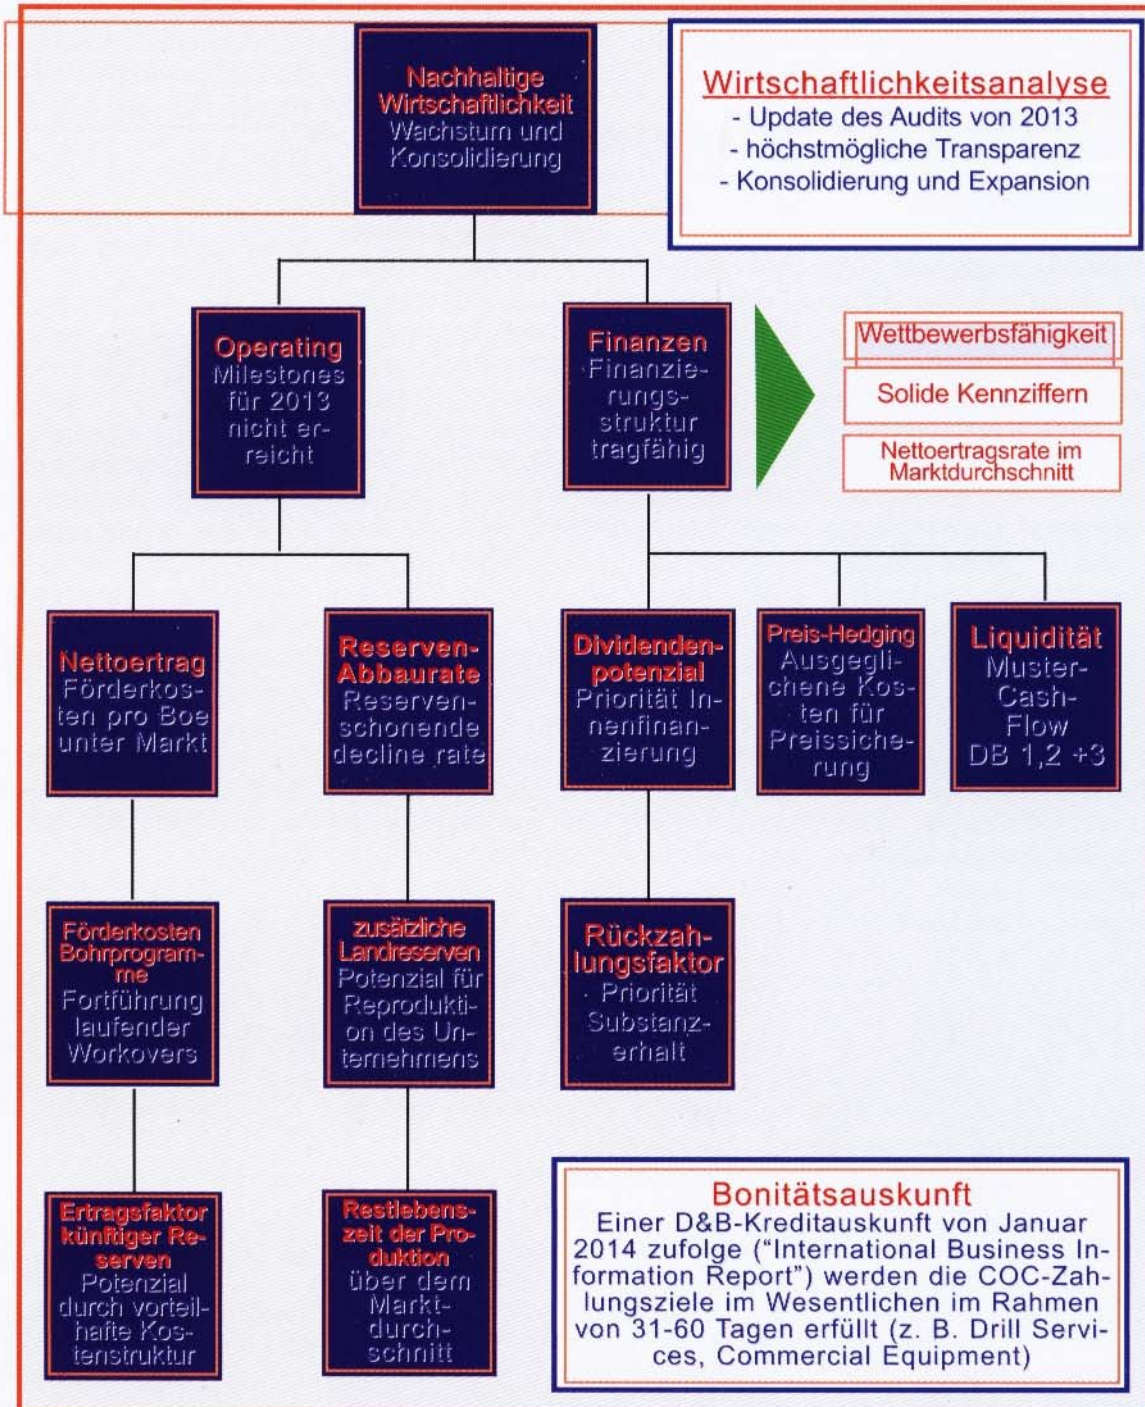 Nachhaltige
Wirtschaftlichkeit
Wachstum und
Konsolidierung
Wirtschaftlichkeitsanalyse
- Update des Audits von 2013
- höchstmögliche Transparenz
- Konsolidierung und Expansion
Operating
Milestones
für 2013
nicht er-
reicht
Finanzen
Finanzie-
rungs-
struktur
tragfähig
Wettbewerbsfähigkeit
Solide Kennziffern
Nettoertragsrate im
Marktdurchschnitt
Nettoertrag
Förderkos-
ten pro Boe
unter Markt
Reserven-
Abbaurate
Reserven-
schonende
decline rate
Dividenden-
potenzial
Priorität In-
nenfinan-
zierung
Preis-Hedging
Ausgegli-
chene Kos-
ten für
Preissiche-
rung
Liquidität
Muster-
Cash-
Flow
DB 1,2 +3
Förderkosten
Bohrprogram-
me
Fortführung
laufender
Workovers
zusätzliche
Landreserven
Potenzial für
Reprodukti-
on des Un-
ternehmens
Rückzah-
lungsfaktor
Priorität
Substanz-
erhalt
Ertragsfaktor
künftiger Re-
serven
Potenzial
durch vorteil-
hafte Kos-
tenstruktur
Restlebens-
zeit der Pro-
duktion
über dem
Markt-
durch-
schnitt
Bonitätsauskunft
Einer D&B-Kreditauskunft von Januar
2014 zufolge (“International Business In-
formation Report”) werden die COC-Zah-
lungsziele im Wesentlichen im Rahmen
von 31-60 Tagen erfüllt (z. B. Drill Servi-
ces, Commercial Equipment)